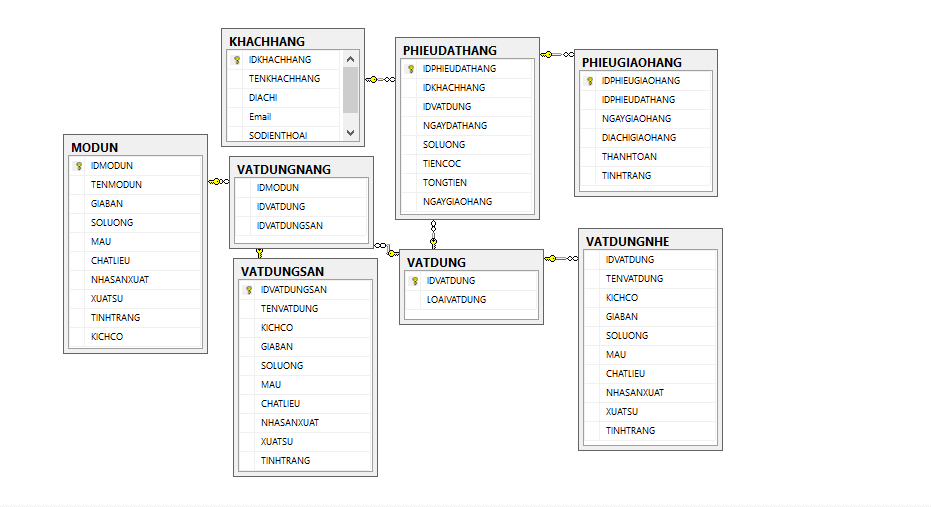 KHACHHANG
IDKHACHHANG
TENKHACHHANG
DIACHI
Email
SODIENTHOAI
PHIEUDATHANG
IDPHIEUDATHANG
IDKHACHHANG
IDVATDUNG
NGAYDATHANG
SOLUONG
TIENCOC
TONGTIEN
NGAYGIAOHANG
PHIEUGIAOHANG
IDPHIEUGIAOHANG
IDPHIEUDATHANG
NGAYGIAOHANG
DIACHIGIAOHANG
THANHTOAN
TINHTRANG
MODUN
IDMODUN
TENMODUN
GIABAN
SOLUONG
MAU
CHATLIEU
NHASANXUAT
XUATSU
TINHTRANG
KICHCO
VATDUNGNANG
IDMODUN
IDVATDUNG
IDVATDUNGSAN
VATDUNGSAN
IDVATDUNGSAN
TENVATDUNG
KICHCO
GIABAN
SOLUONG
MAU
CHATLIEU
NHASANXUAT
XUATSU
TINHTRANG
VATDUNG
IDVATDUNG
LOAIVATDUNG
VATDUNGNHE
IDVATDUNG
TENVATDUNG
KICHCO
GIABAN
SOLUONG
MAU
CHATLIEU
NHASANXUAT
XUATSU
TINHTRANG